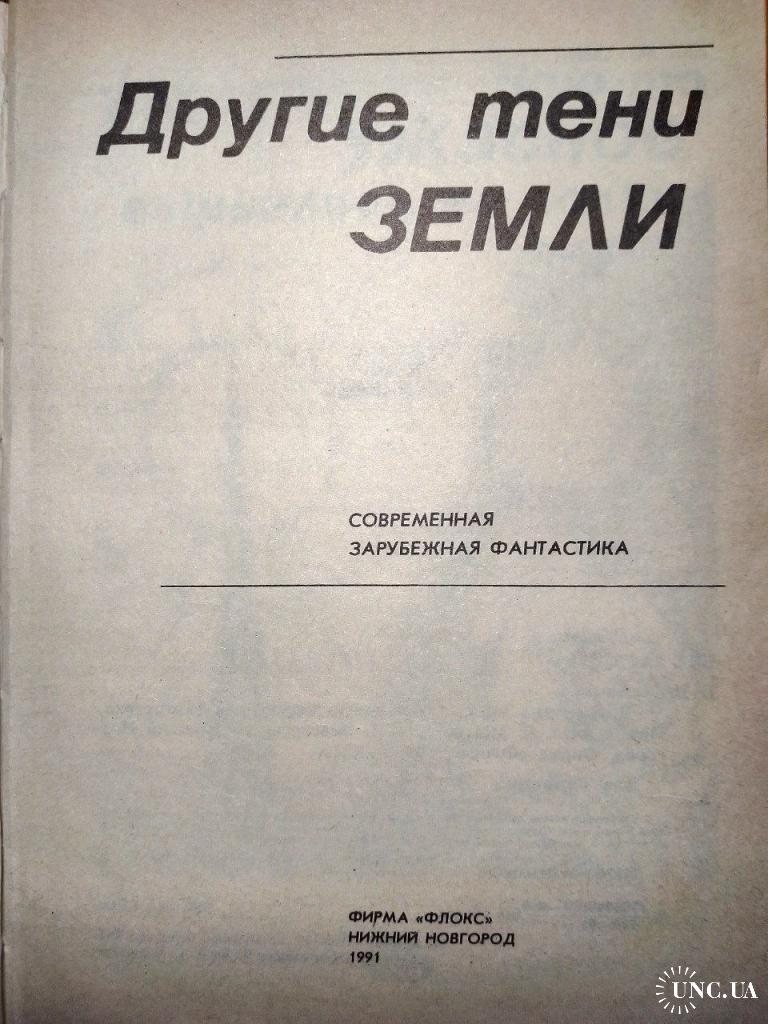 Другие тени
ЗЕМЛИ
СОВРЕМЕННАЯ
ЗАРУБЕЖНАЯ ФАНТАСТИКА
ФИРМА «ФЛОКС»
НИЖНИЙ НОВГОРОД
1991
UNC.UA